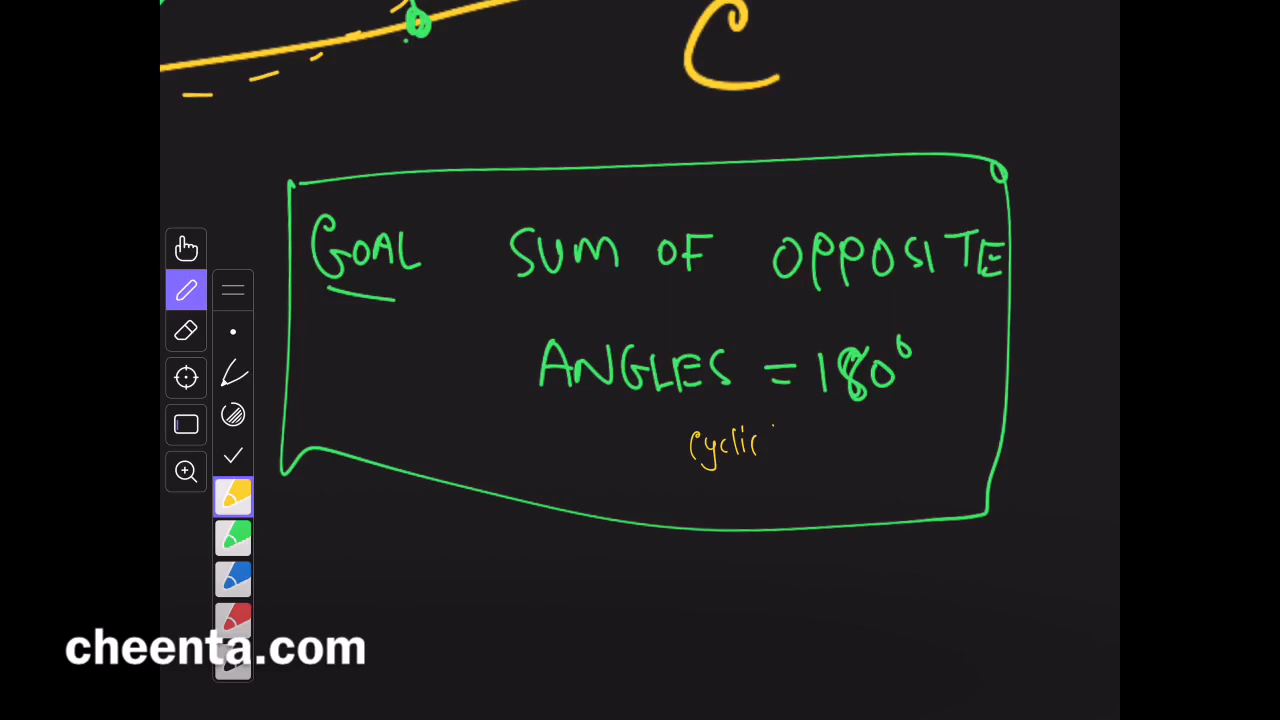 C
GOAL SUM OF OPPOSITE
ANGLES = 180°
cyclic
cheenta.com